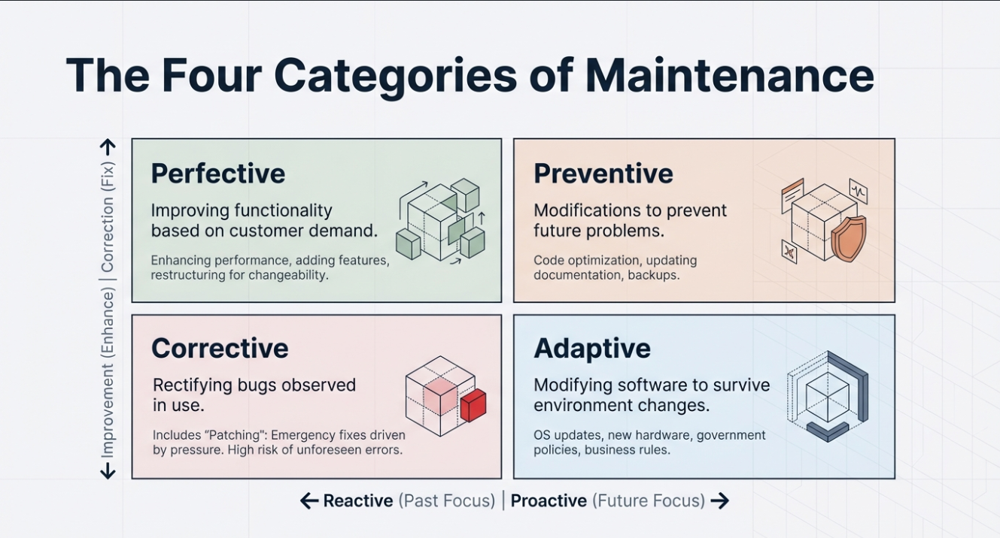 The Four Categories of Maintenance
← Improvement (Enhance) | Correction (Fix) →
Perfective
Improving functionality
based on customer demand.
Enhancing performance, adding features,
restructuring for changeability.
Preventive
Modifications to prevent
future problems.
Code optimization, updating
documentation, backups.
Corrective
Rectifying bugs observed
in use.
Includes “Patching”: Emergency fixes driven
by pressure. High risk of unforeseen errors.
Adaptive
Modifying software to survive
environment changes.
OS updates, new hardware, government
policies, business rules.
← Reactive (Past Focus) | Proactive (Future Focus) →